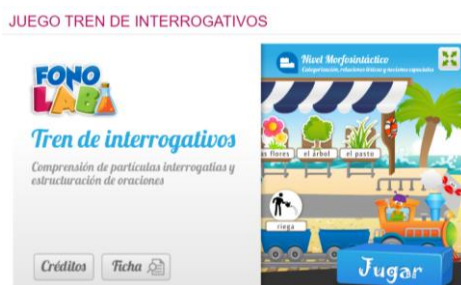 JUEGO TREN DE INTERROGATIVOS
FONO
LAB
Tren de interrogativos
Comprensión de partículas interrogatias y
estructuración de oraciones
Créditos
Ficha
Nivel Morfosintáctico
Categorización, relaciones léxicas y nociones espaciales
as flores
el árbol
el pasto
riega
Jugar